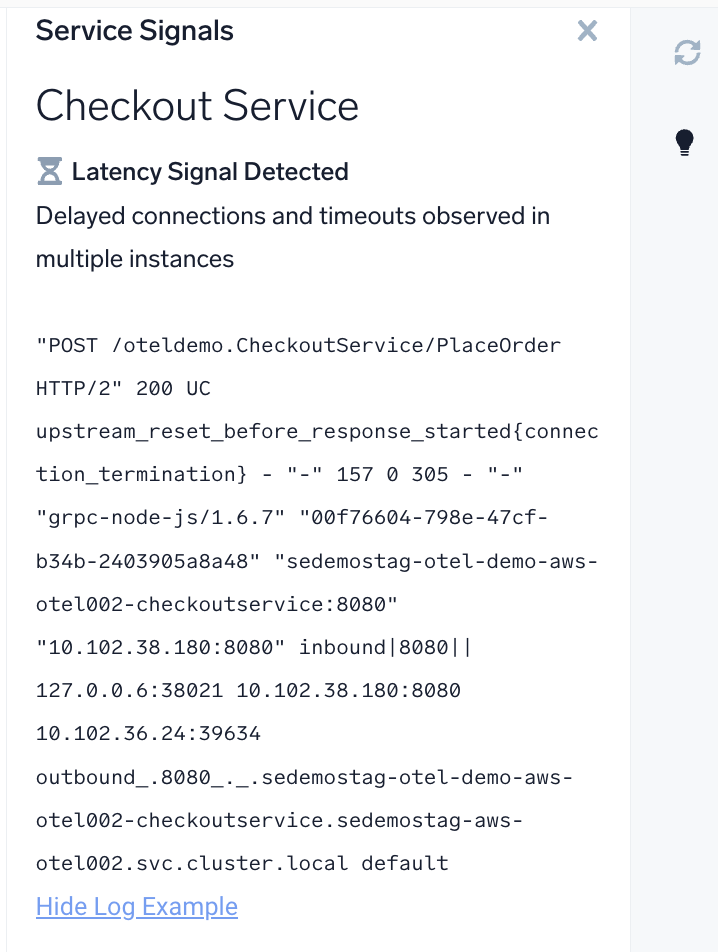 Service Signals
Checkout Service
Latency Signal Detected
Delayed connections and timeouts observed in
multiple instances
"POST /oteldemo.CheckoutService/PlaceOrder
HTTP/2" 200 UC
upstream_reset_before_response_started{connec
tion_termination} - "-" 157 0 305 - "-"
"grpc-node-js/1.6.7" "00f76604-798e-47cf-
b34b-2403905a8a48" "sedemostag-otel-demo-aws-
otel002-checkoutservice:8080"
"10.102.38.180:8080" inbound|8080||
127.0.0.6:38021 10.102.38.180:8080
10.102.36.24:39634
outbound_.8080_._.sedemostag-otel-demo-aws-
otel002-checkoutservice.sedemostag-aws-
otel002.svc.cluster.local default
Hide Log Example